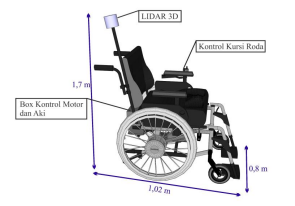 LIDAR 3D
Kontrol Kursi Roda
1,7 m
Box Kontrol Motor
dan Aki
0,8 m
1,02 m